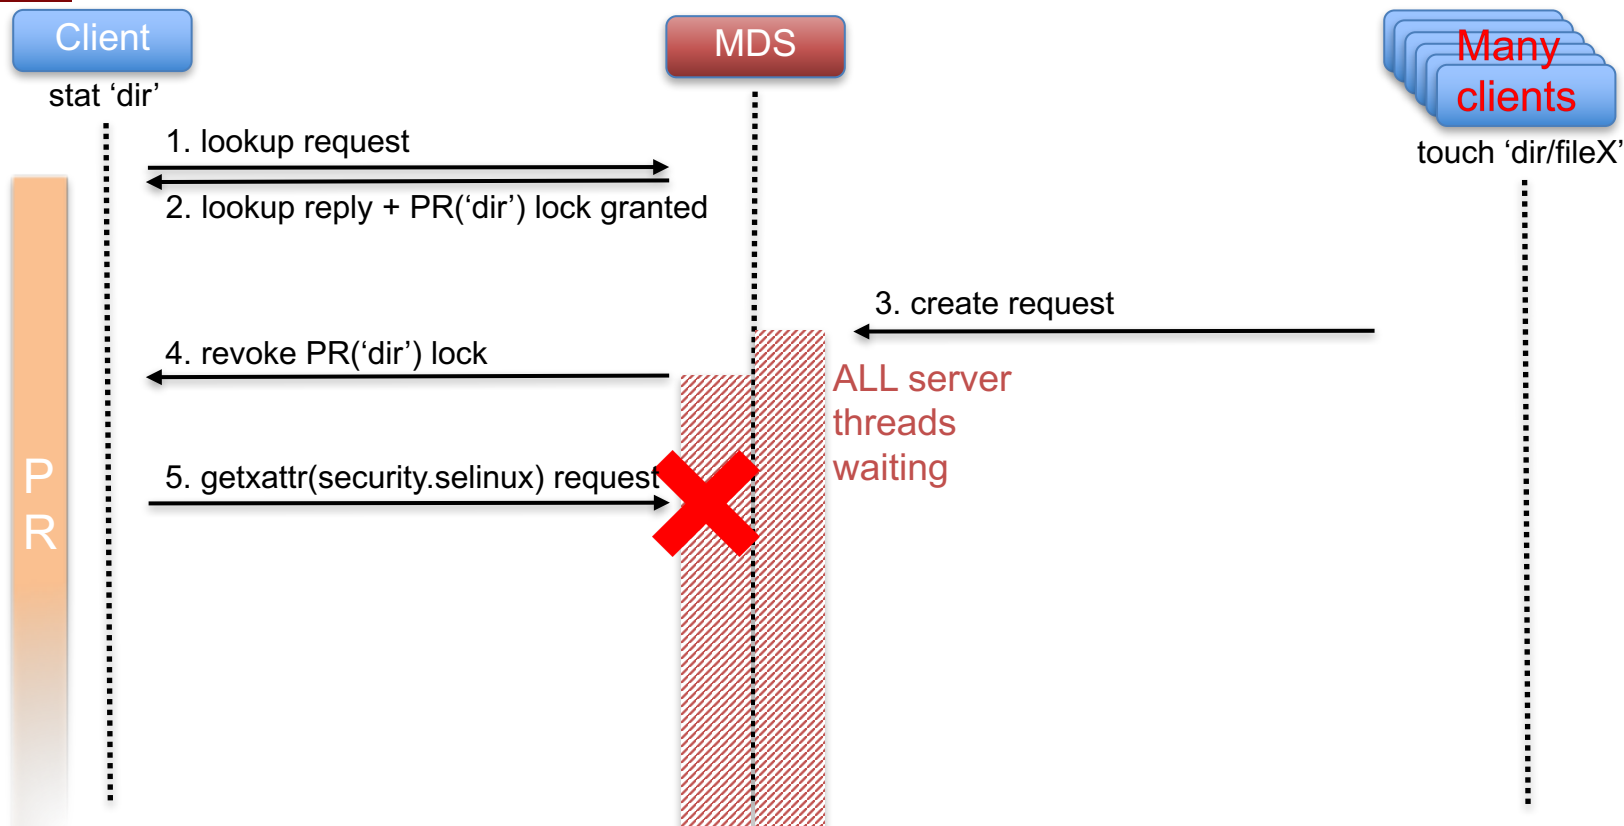 Client
MDS
Many
clients
stat ‘dir’
touch ‘dir/fileX’
1. lookup request
2. lookup reply + PR(‘dir’) lock granted
3. create request
4. revoke PR(‘dir’) lock
ALL server
threads
waiting
5. getxattr(security.selinux) request
P
R